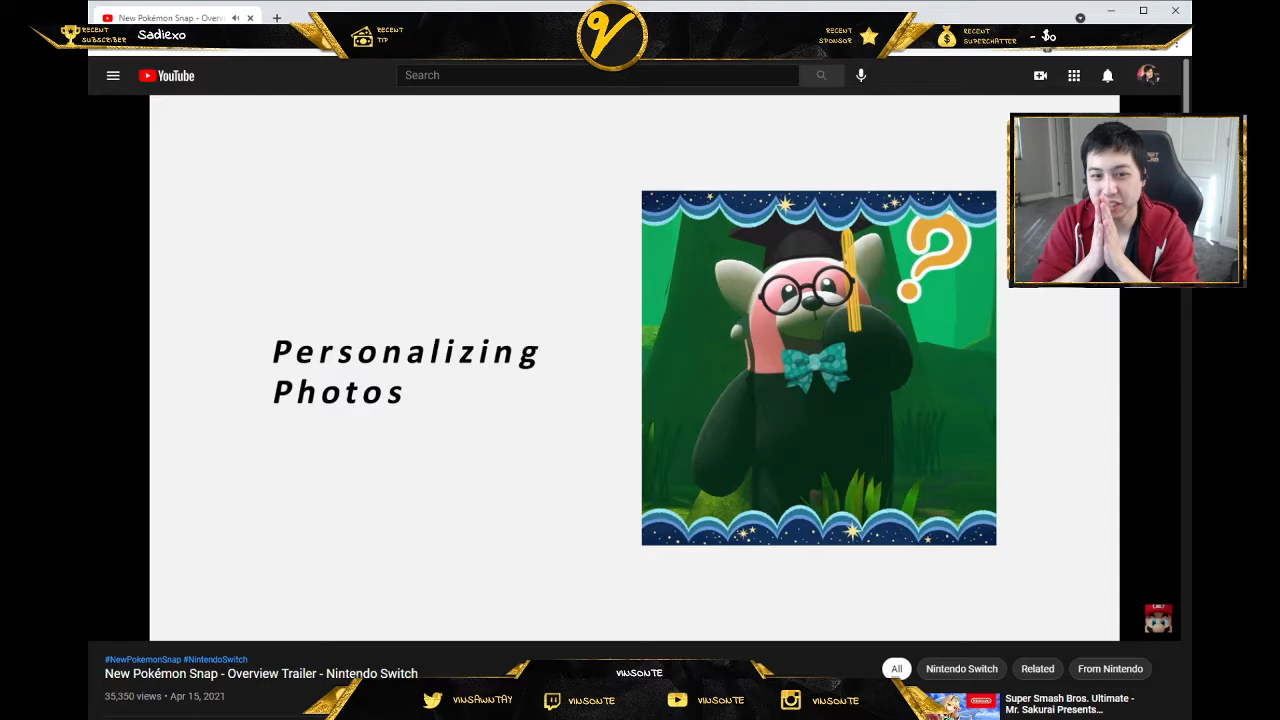 New Pokémon Snap - Overv
RECENT SUBSCRIBER
Sadiexo
RECENT TIP
RECENT SPONSOR
RECENT SUPERCHATTER
- $0
YouTube
Search
Personalizing
Photos
?
#NewPokemonSnap #NintendoSwitch
New Pokémon Snap - Overview Trailer - Nintendo Switch
35,350 views • Apr 15, 2021
All
Nintendo Switch
Related
From Nintendo
Super Smash Bros. Ultimate -
Mr. Sakurai Presents...
VINSONTE
VINSAWNTAY
VINSONTE
VINSONTE
VINSONTE